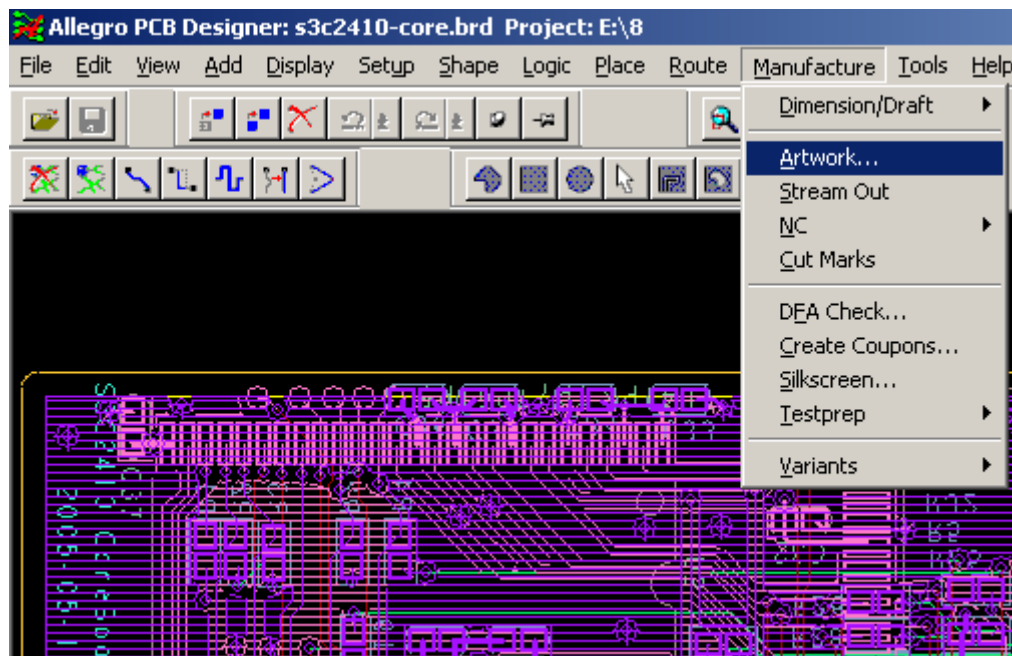 Allegro PCB Designer: s3c2410-core.brd Project: E:\8
File Edit View Add Display Setup Shape Logic Place Route Manufacture Tools Help
Dimension/Draft
Artwork...
Stream Out
NC
Cut Marks
DFA Check...
Create Coupons...
Silkscreen...
Testprep
Variants